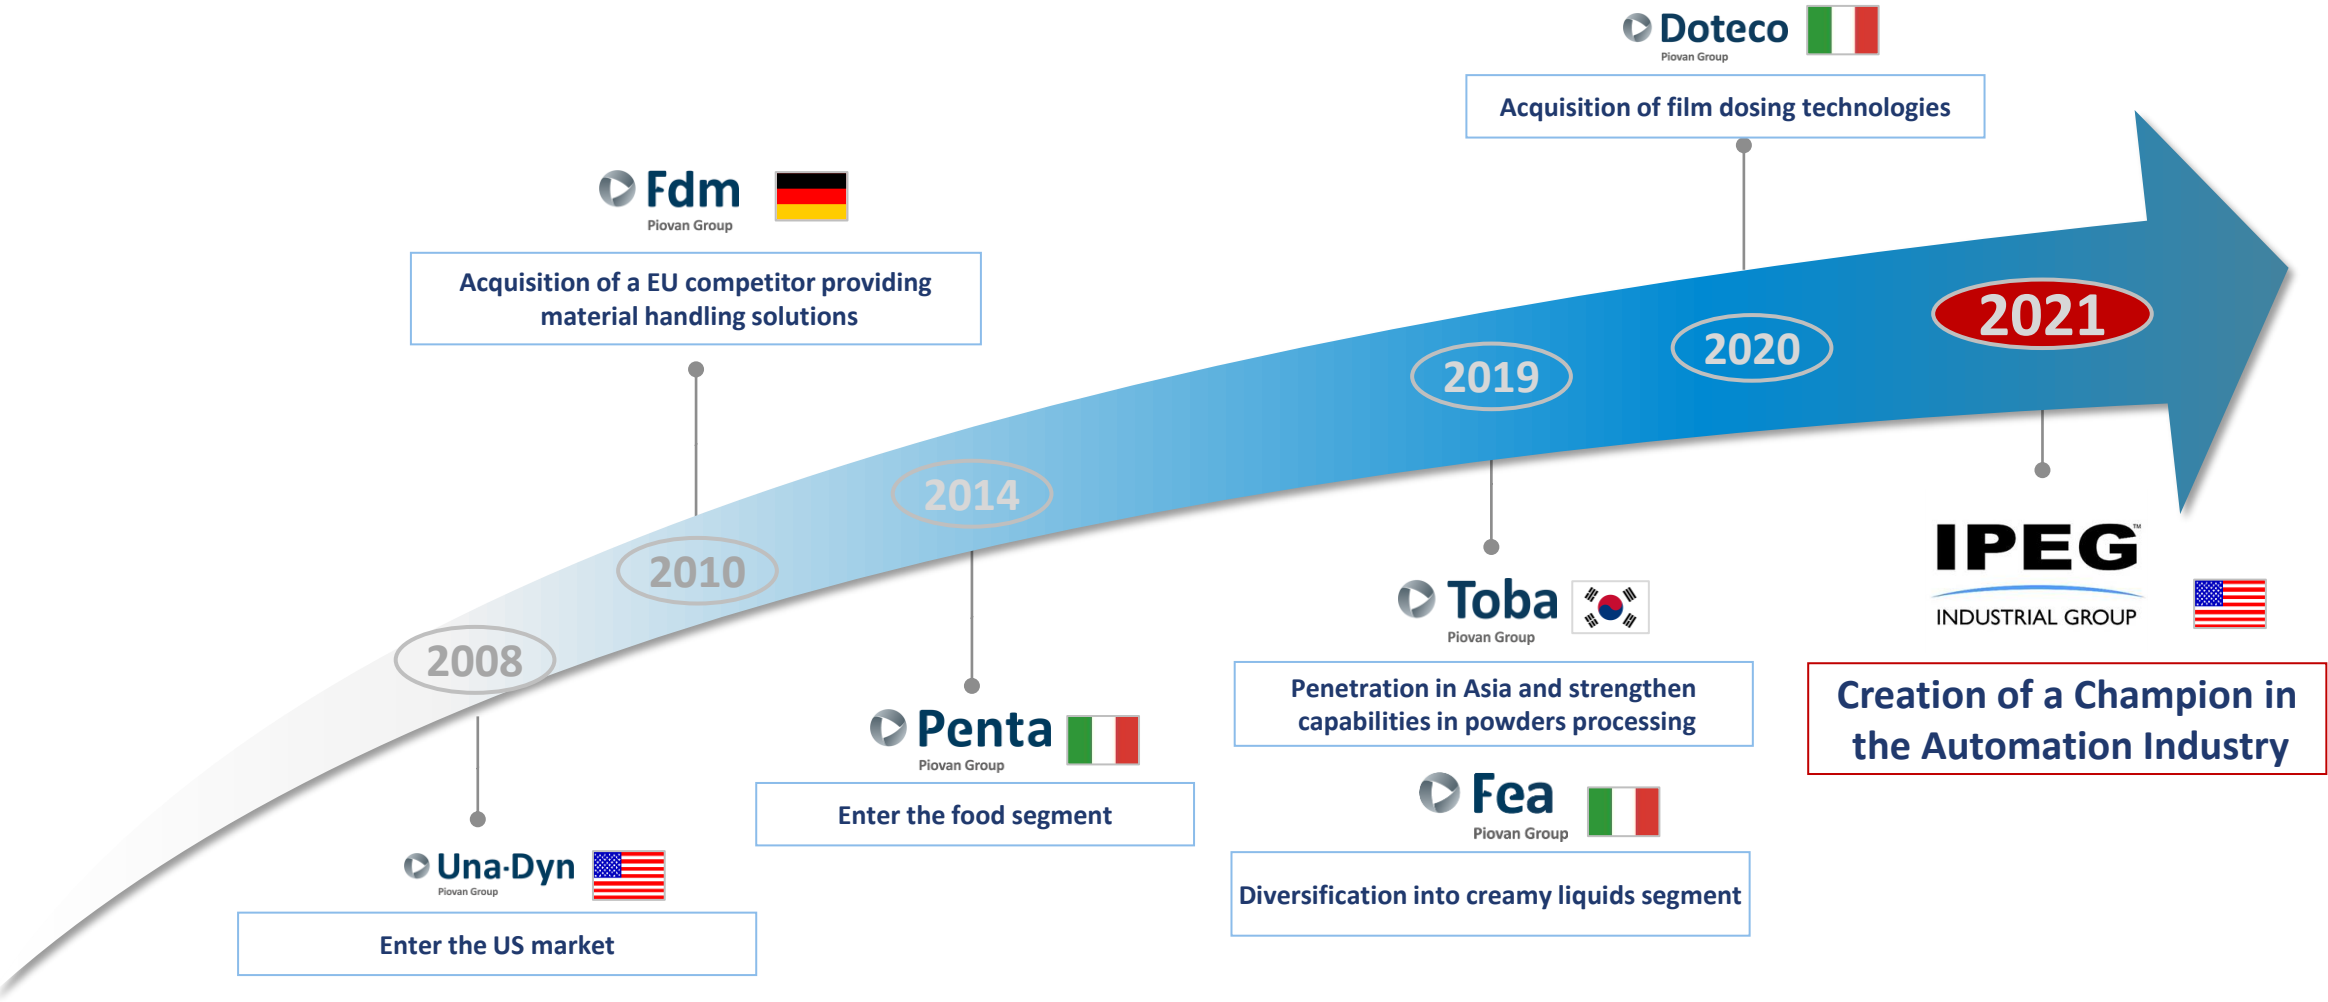 Doteco
Piovan Group
Acquisition of film dosing technologies
Fdm
Piovan Group
Acquisition of a EU competitor providing
material handling solutions
2008
2010
2014
2019
2020
2021
Una·Dyn
Piovan Group
Enter the US market
Penta
Piovan Group
Enter the food segment
Toba
Piovan Group
Penetration in Asia and strengthen
capabilities in powders processing
Fea
Piovan Group
Diversification into creamy liquids segment
IPEG™
INDUSTRIAL GROUP
Creation of a Champion in
the Automation Industry